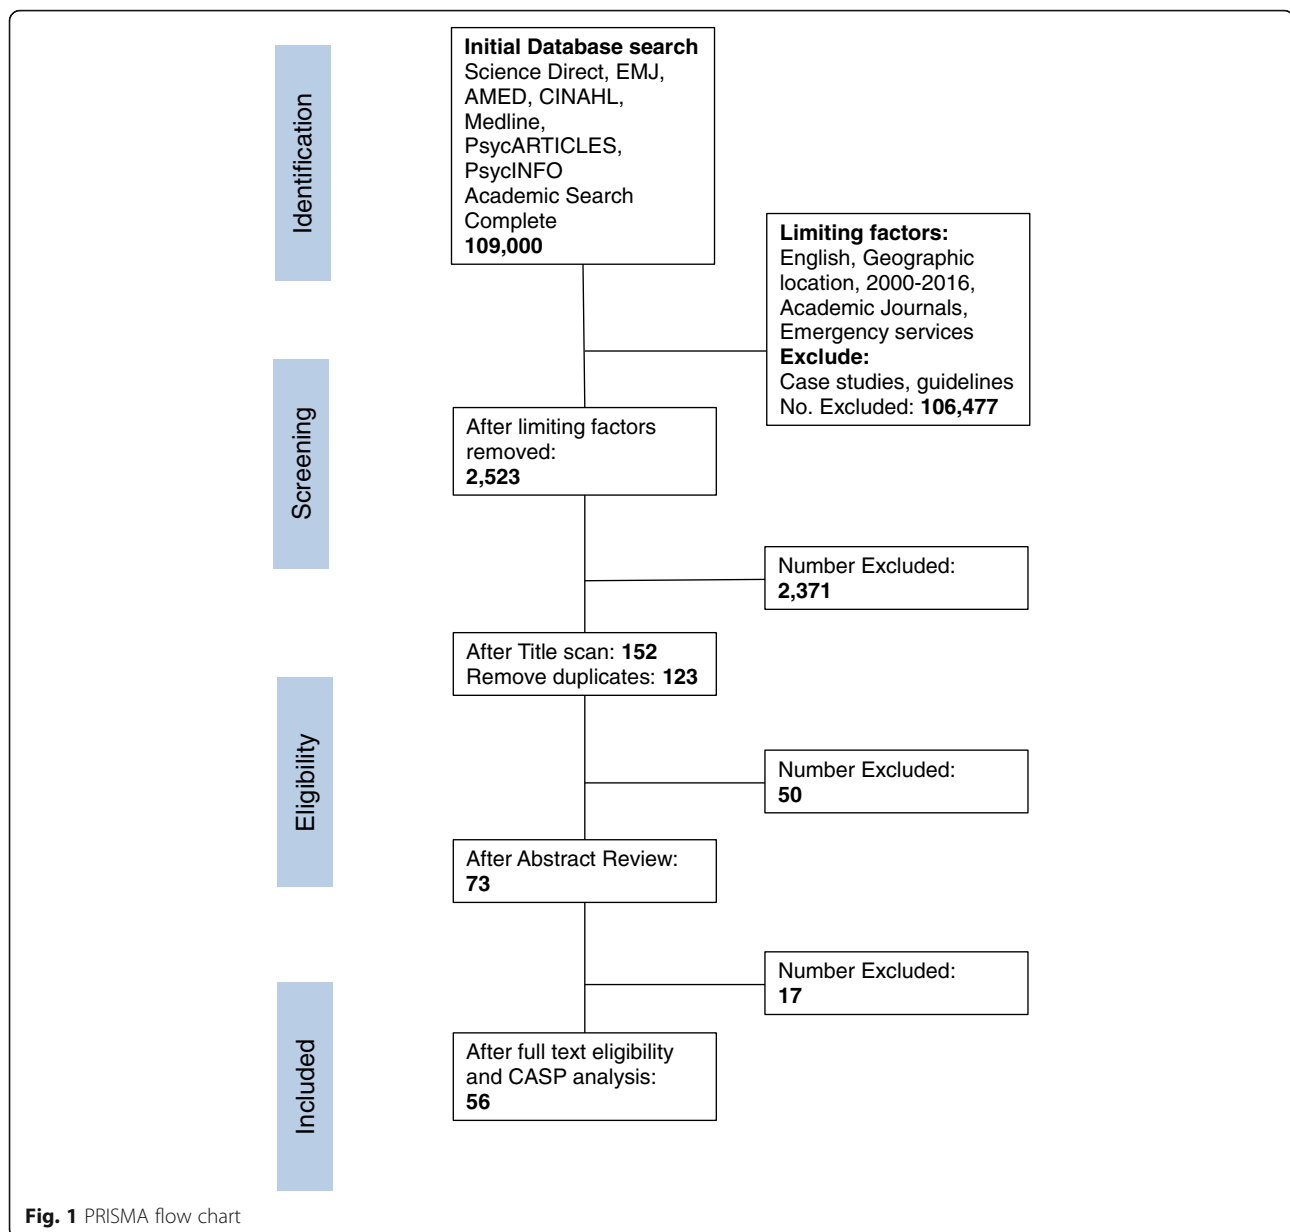 Identification
Initial Database search
Science Direct, EMJ,
AMED, CINAHL,
Medline,
PsycARTICLES,
PsycINFO
Academic Search
Complete
109,000
Limiting factors:
English, Geographic
location, 2000-2016,
Academic Journals,
Emergency services
Exclude:
Case studies, guidelines
No. Excluded: 106,477
Screening
After limiting factors
removed:
2,523
Number Excluded:
2,371
After Title scan: 152
Remove duplicates: 123
Eligibility
Number Excluded:
50
After Abstract Review:
73
Number Excluded:
17
Included
After full text eligibility
and CASP analysis:
56
Fig. 1 PRISMA flow chart